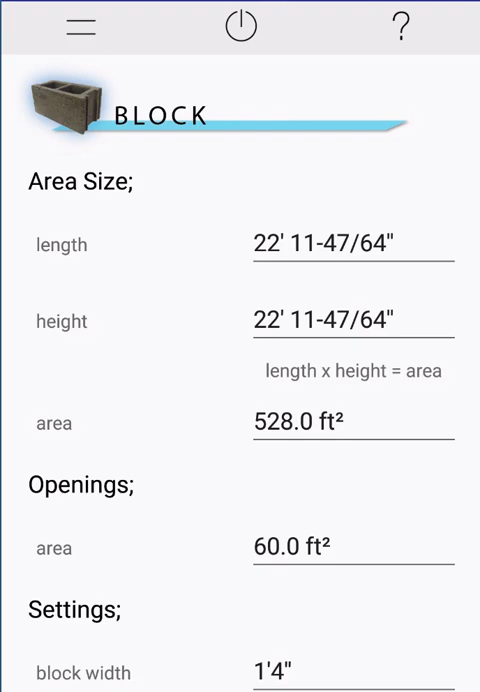 ?
BLOCK
Area Size;
length 22' 11-47/64"
height 22' 11-47/64"
length x height = area
area 528.0 ft²
Openings;
area 60.0 ft²
Settings;
block width 1'4"